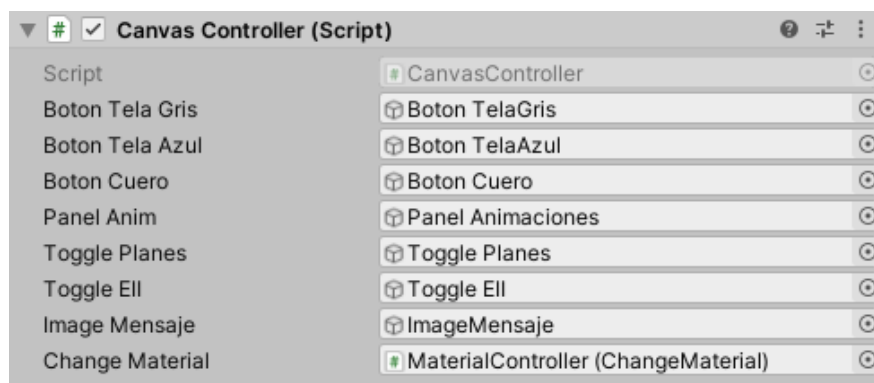 Canvas Controller (Script)
Script CanvasController
Boton Tela Gris Boton TelaGris
Boton Tela Azul Boton TelaAzul
Boton Cuero Boton Cuero
Panel Anim Panel Animaciones
Toggle Planes Toggle Planes
Toggle Ell Toggle Ell
Image Mensaje ImageMensaje
Change Material MaterialController (ChangeMaterial)